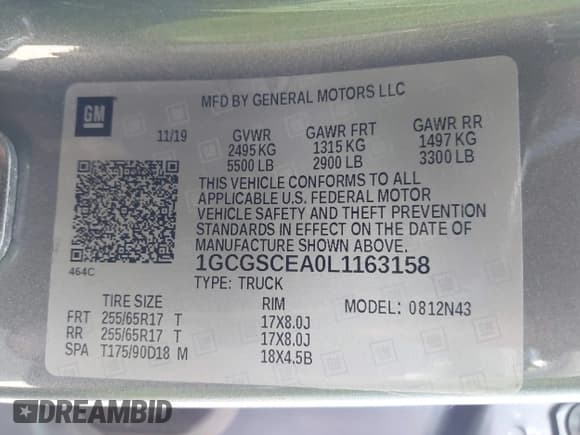 GM
MFD BY GENERAL MOTORS LLC
11/19 GVWR GAWR FRT GAWR RR
2495 KG 1315 KG 1497 KG
5500 LB 2900 LB 3300 LB
THIS VEHICLE CONFORMS TO ALL
APPLICABLE U.S. FEDERAL MOTOR
VEHICLE SAFETY AND THEFT PREVENTION
STANDARDS IN EFFECT ON THE DATE OF
MANUFACTURE SHOWN ABOVE.
464C
1GCGSCEA0L1163158
TYPE: TRUCK
TIRE SIZE RIM MODEL: 0812N43
FRT 255/65R17 T 17X8.0J
RR 255/65R17 T 17X8.0J
SPA T175/90D18 M 18X4.5B
DREAMBID